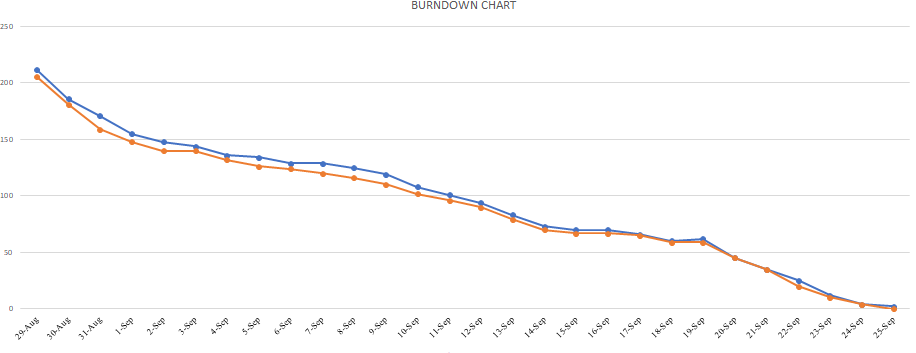 BURNDOWN CHART
250
200
150
100
50
0
29-Aug
30-Aug
31-Aug
1-Sep
2-Sep
3-Sep
4-Sep
5-Sep
6-Sep
7-Sep
8-Sep
9-Sep
10-Sep
11-Sep
12-Sep
13-Sep
14-Sep
15-Sep
16-Sep
17-Sep
18-Sep
19-Sep
20-Sep
21-Sep
22-Sep
23-Sep
24-Sep
25-Sep